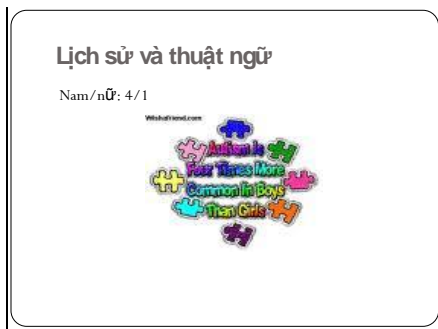 Lịch sử và thuật ngữ
Nam/nữ: 4/1
Wishafriend.com
Autism Is
Four Times More
Common In Boys
Than Girls